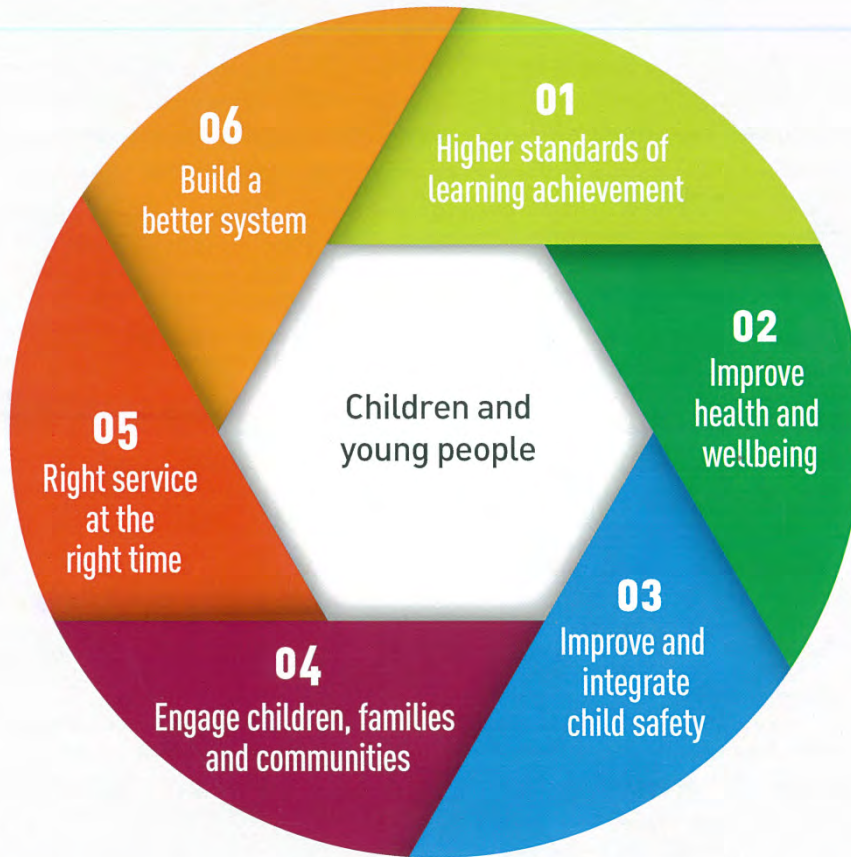 01
Higher standards of
learning achievement
02
Improve
health and
wellbeing
03
Improve and
integrate
child safety
04
Engage children, families
and communities
05
Right service
at the
right time
06
Build a
better system
Children and
young people